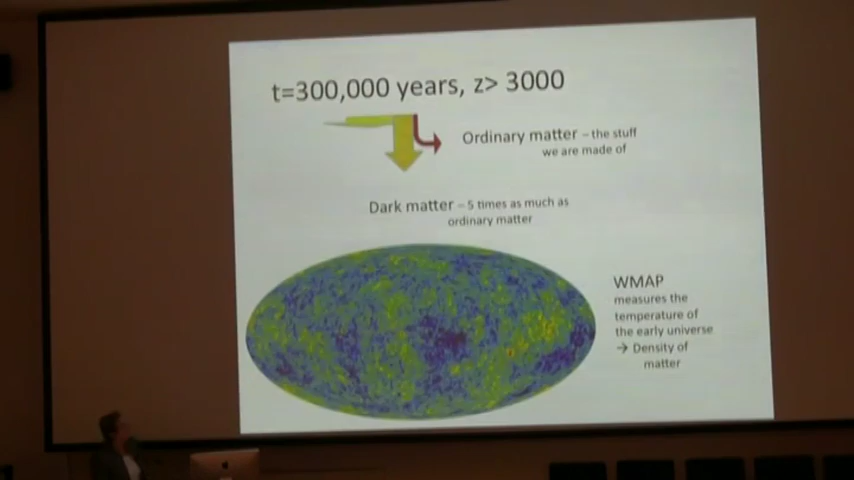 t=300,000 years, z> 3000
Ordinary matter – the stuff
we are made of
Dark matter – 5 times as much as
ordinary matter
WMAP
measures the
temperature of
the early universe
→ Density of
matter